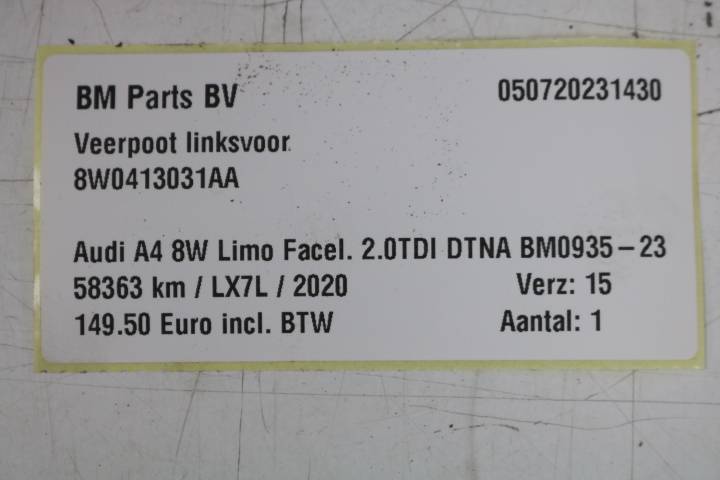 BM Parts BV 050720231430
Veerpoot linksvoor
8W0413031AA
Audi A4 8W Limo Facel. 2.0TDI DTNA BM0935-23
58363 km / LX7L / 2020 Verz: 15
149.50 Euro incl. BTW Aantal: 1